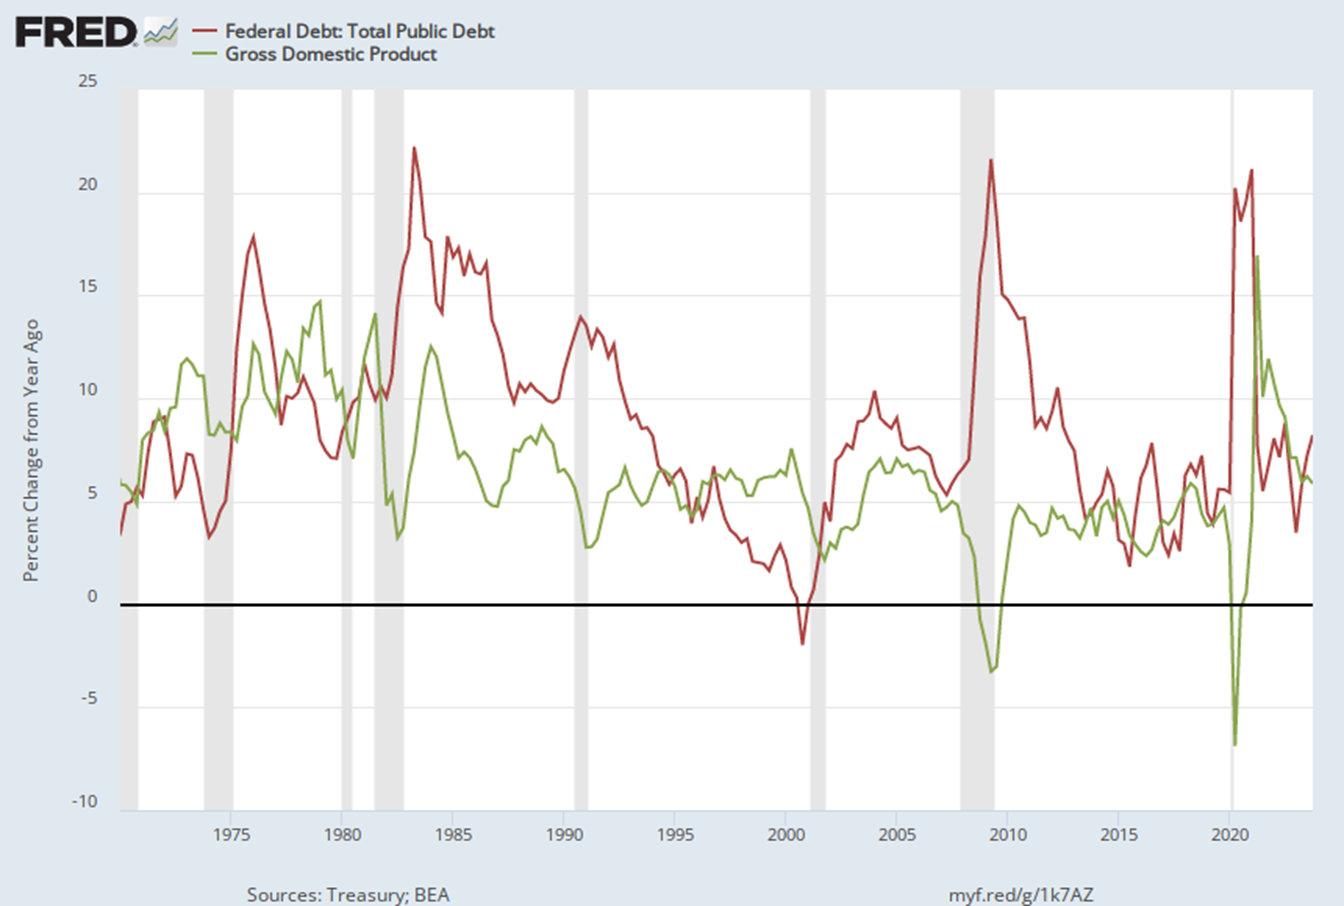 FRED
Federal Debt: Total Public Debt
Gross Domestic Product
25
20
15
10
5
0
-5
-10
Percent Change from Year Ago
1975 1980 1985 1990 1995 2000 2005 2010 2015 2020
Sources: Treasury; BEA
myf.red/g/1k7AZ